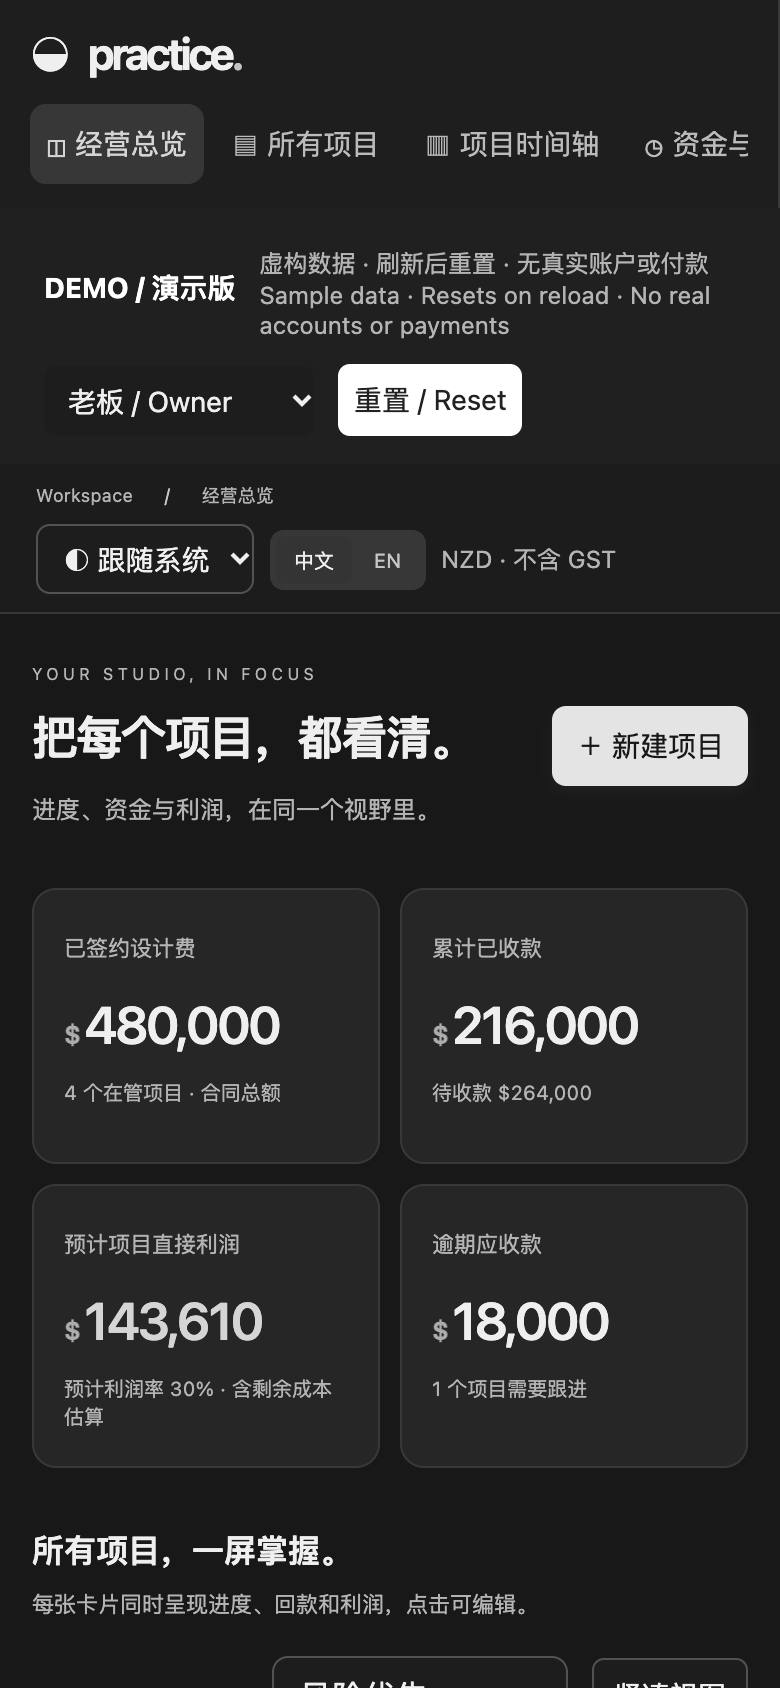 practice.
经营总览
所有项目
项目时间轴
资金与
DEMO / 演示版
虚构数据 · 刷新后重置 · 无真实账户或付款
Sample data · Resets on reload · No real
accounts or payments
老板 / Owner
重置 / Reset
Workspace / 经营总览
跟随系统
中文 EN
NZD · 不含 GST
YOUR STUDIO, IN FOCUS
把每个项目，都看清。
＋ 新建项目
进度、资金与利润，在同一个视野里。
已签约设计费
$480,000
4 个在管项目 · 合同总额
累计已收款
$216,000
待收款 $264,000
预计项目直接利润
$143,610
预计利润率 30% · 含剩余成本
估算
逾期应收款
$18,000
1 个项目需要跟进
所有项目，一屏掌握。
每张卡片同时呈现进度、回款和利润，点击可编辑。